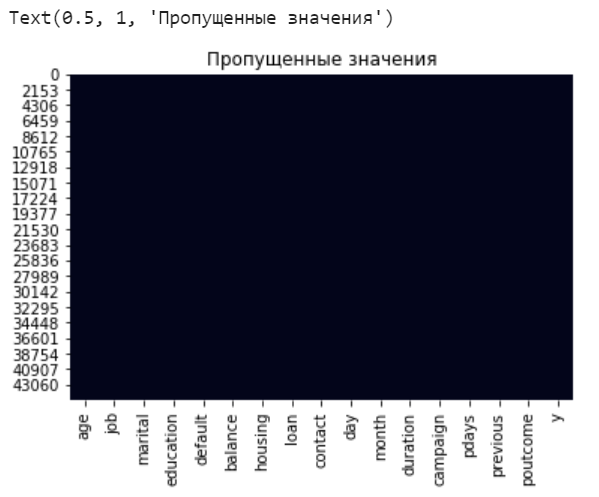 Text(0.5, 1, 'Пропущенные значения')
Пропущенные значения
0
2153
4306
6459
8612
10765
12918
15071
17224
19377
21530
23683
25836
27989
30142
32295
34448
36601
38754
40907
43060
age
job
marital
education
default
balance
housing
loan
contact
day
month
duration
campaign
pdays
previous
poutcome
y